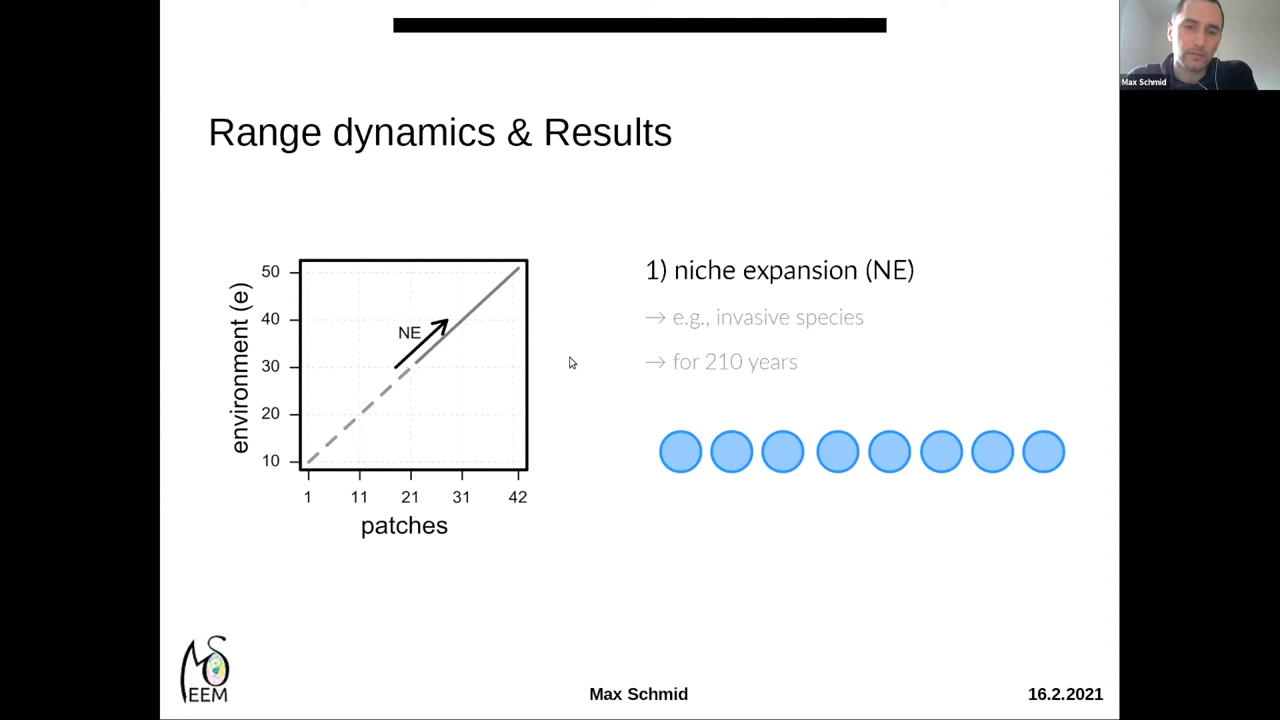 Max Schmid
Range dynamics & Results
50
40
30
20
10
environment (e)
NE
1 11 21 31 42
patches
1) niche expansion (NE)
→ e.g., invasive species
→ for 210 years
EEM
Max Schmid
16.2.2021